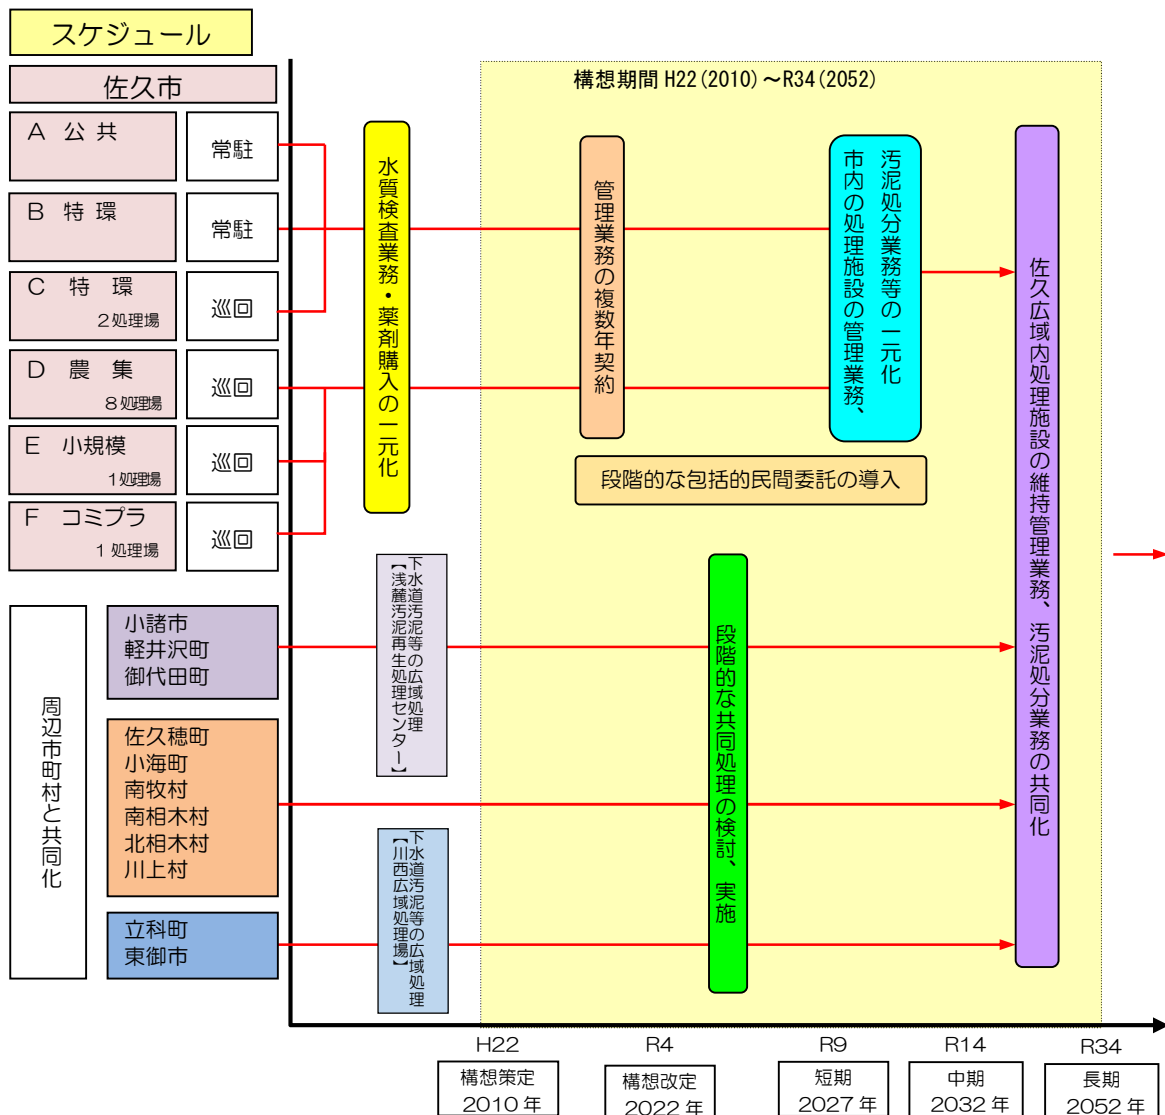 スケジュール
佐久市
構想期間 H22(2010)～R34(2052)
A 公 共
常駐
B 特 環
常駐
C 特 環
2処理場
巡回
D 農 集
8処理場
巡回
E 小規模
1処理場
巡回
F コミプラ
1処理場
巡回
水質検査業務・薬剤購入の一元化
管理業務の複数年契約
市内の処理施設の管理業務、
汚泥処分業務等の一元化
段階的な包括的民間委託の導入
佐久広域内処理施設の維持管理業務、汚泥処分業務の共同化
周辺市町村と共同化
小諸市
軽井沢町
御代田町
佐久穂町
小海町
南牧村
南相木村
北相木村
川上村
立科町
東御市
下水道汚泥等の広域処理
【浅麓汚泥再生処理センター】
下水道汚泥等の広域処理
【川西広域処理場】
段階的な共同処理の検討、実施
H22
R4
R9
R14
R34
構想策定
2010年
構想改定
2022年
短期
2027年
中期
2032年
長期
2052年